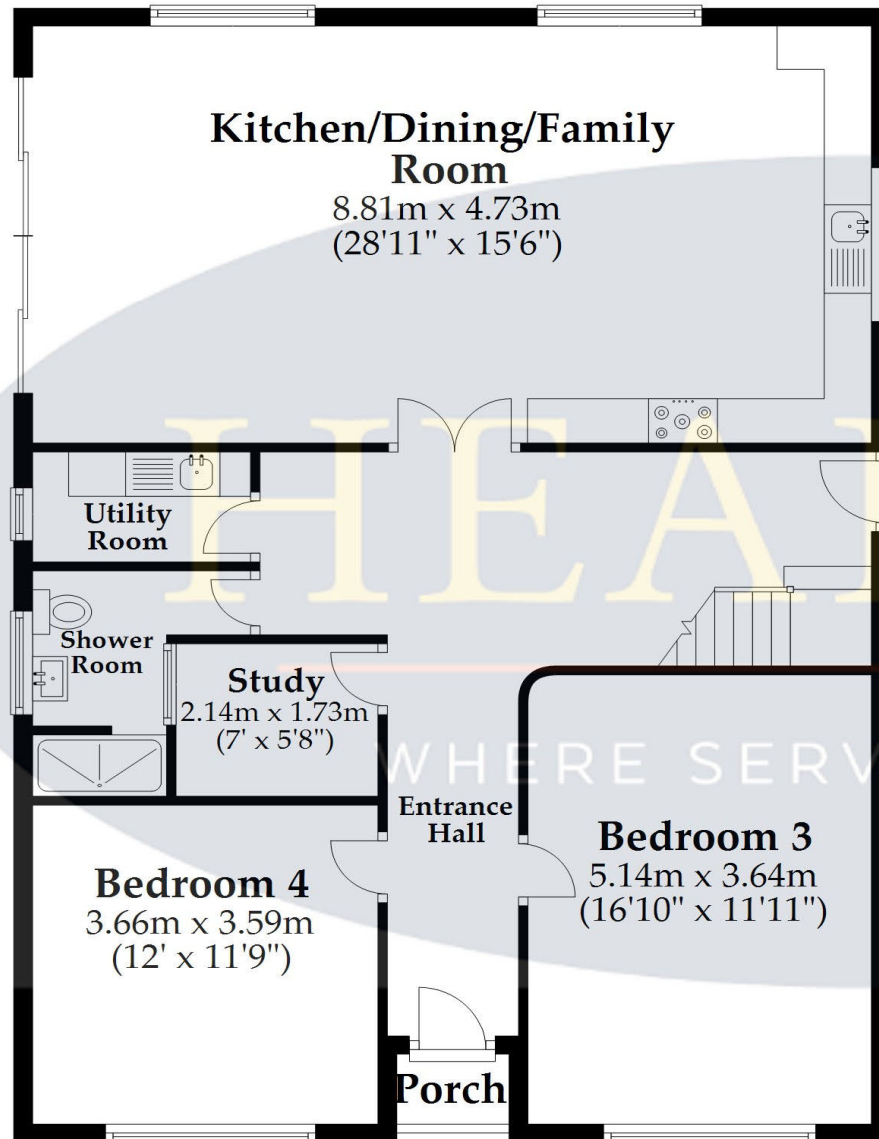 Kitchen/Dining/Family
Room
8.81m x 4.73m
(28'11" x 15'6")
Utility
Room
Shower
Room
Study
2.14m x 1.73m
(7' x 5'8")
Entrance
Hall
Bedroom 3
5.14m x 3.64m
(16'10" x 11'11")
Bedroom 4
3.66m x 3.59m
(12' x 11'9")
Porch
WHERE